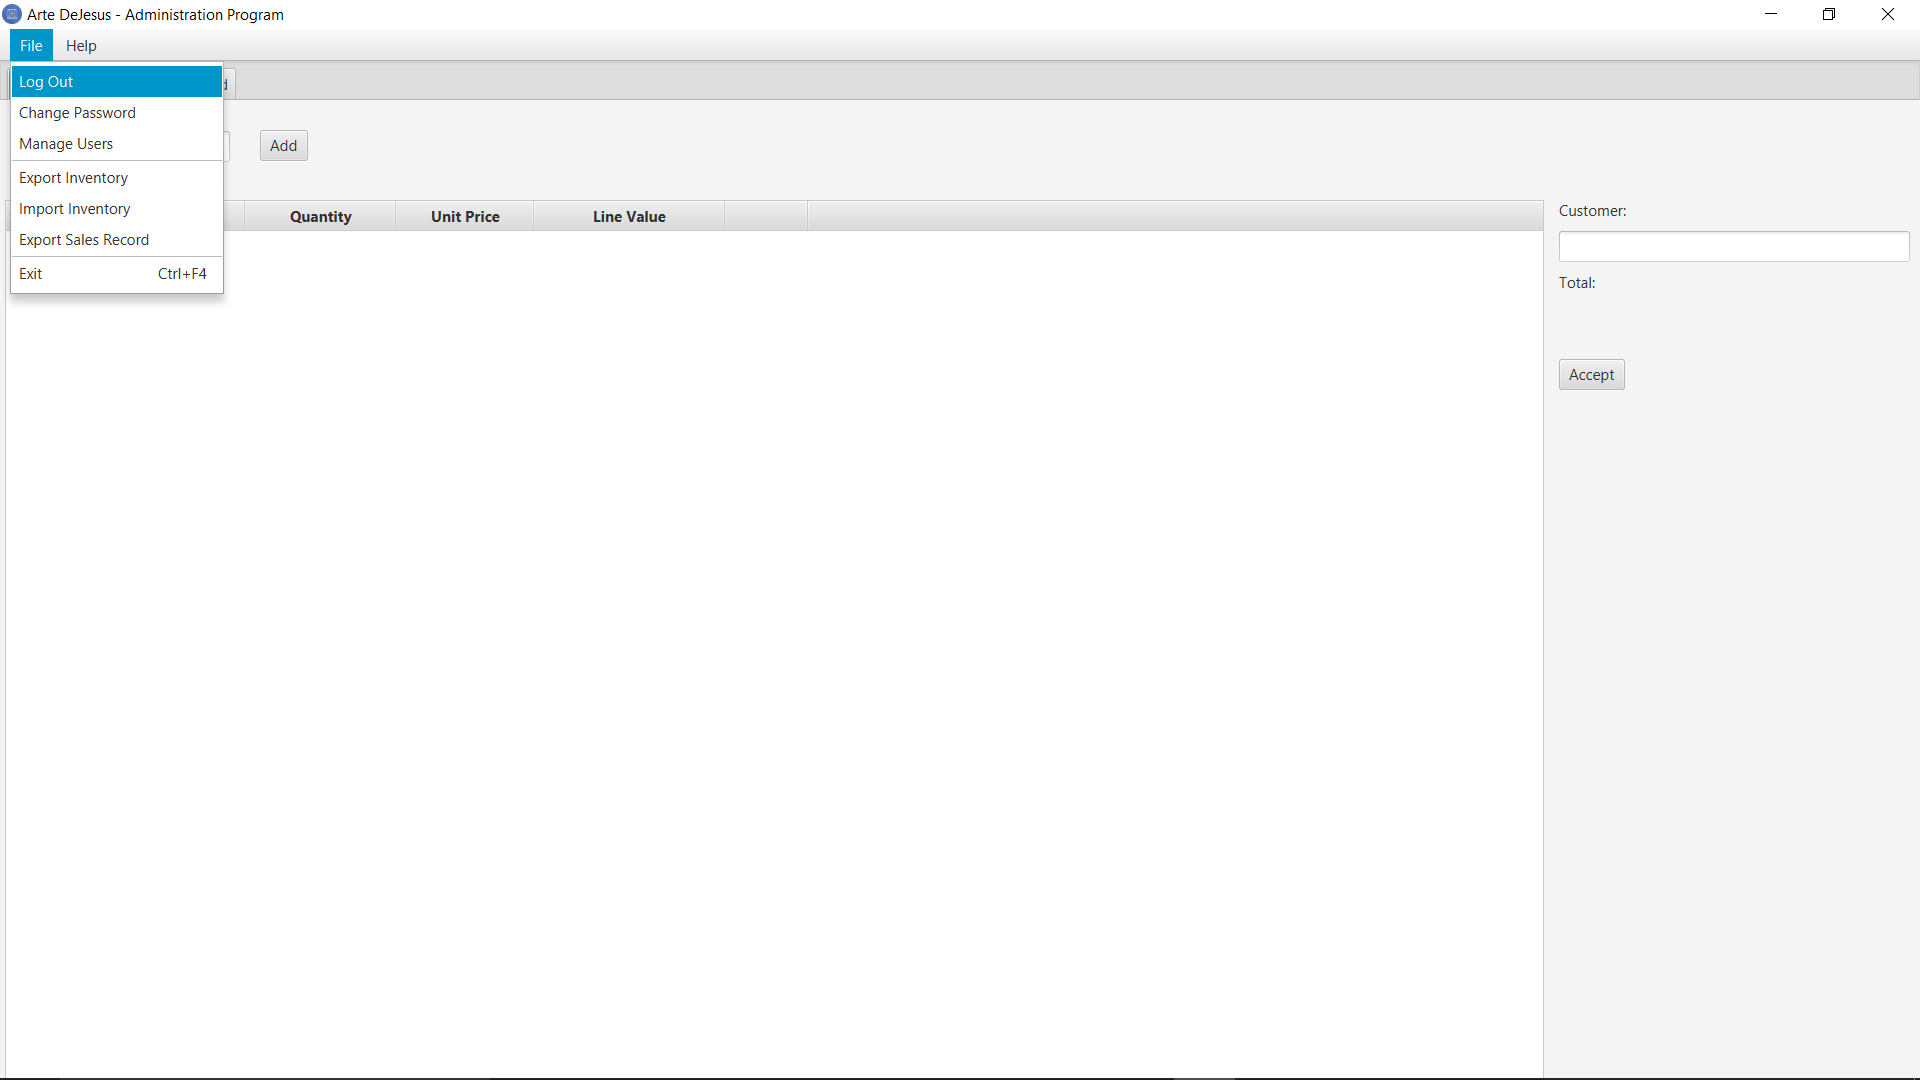 Arte DeJesus - Administration Program
File Help
Log Out
Change Password
Manage Users
Add
Export Inventory
Import Inventory
Export Sales Record
Exit Ctrl+F4
Quantity Unit Price Line Value
Customer:
Total:
Accept